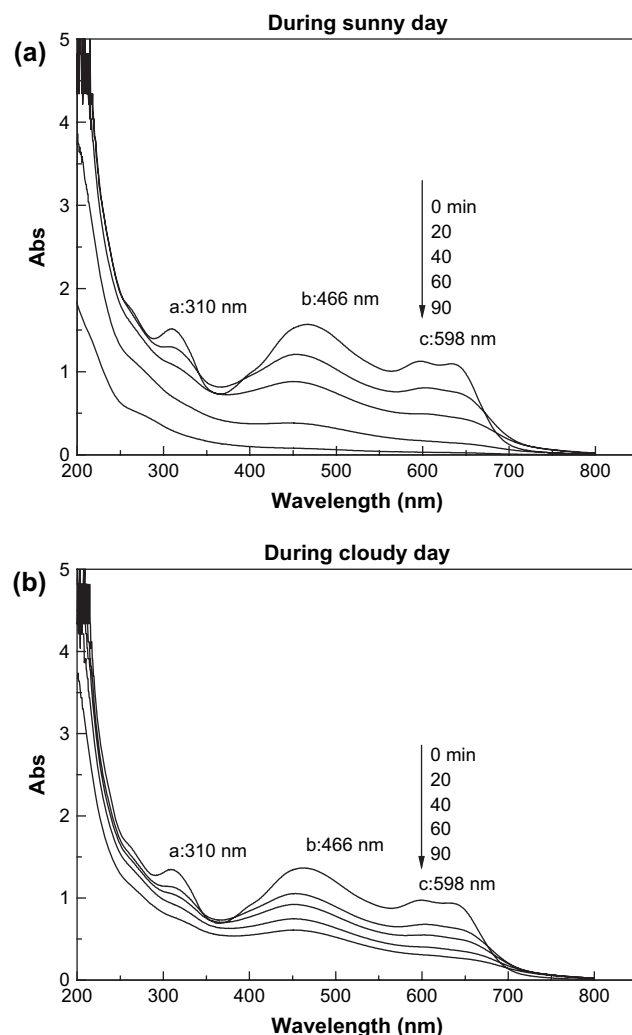 During sunny day
(a)
5
4
3
2
1
0
Abs
0 min
20
40
60
90
a:310 nm
b:466 nm
c:598 nm
200 300 400 500 600 700 800
Wavelength (nm)
During cloudy day
(b)
5
4
3
2
1
0
Abs
0 min
20
40
60
90
a:310 nm
b:466 nm
c:598 nm
200 300 400 500 600 700 800
Wavelength (nm)